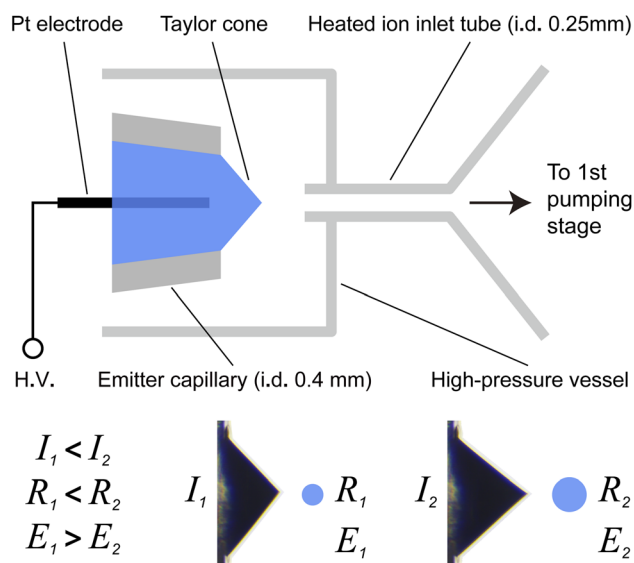 Pt electrode
Taylor cone
Heated ion inlet tube (i.d. 0.25mm)
To 1st
pumping
stage
H.V.
Emitter capillary (i.d. 0.4 mm)
High-pressure vessel
I₁ < I₂
R₁ < R₂
E₁ > E₂
I₁
R₁
E₁
I₂
R₂
E₂